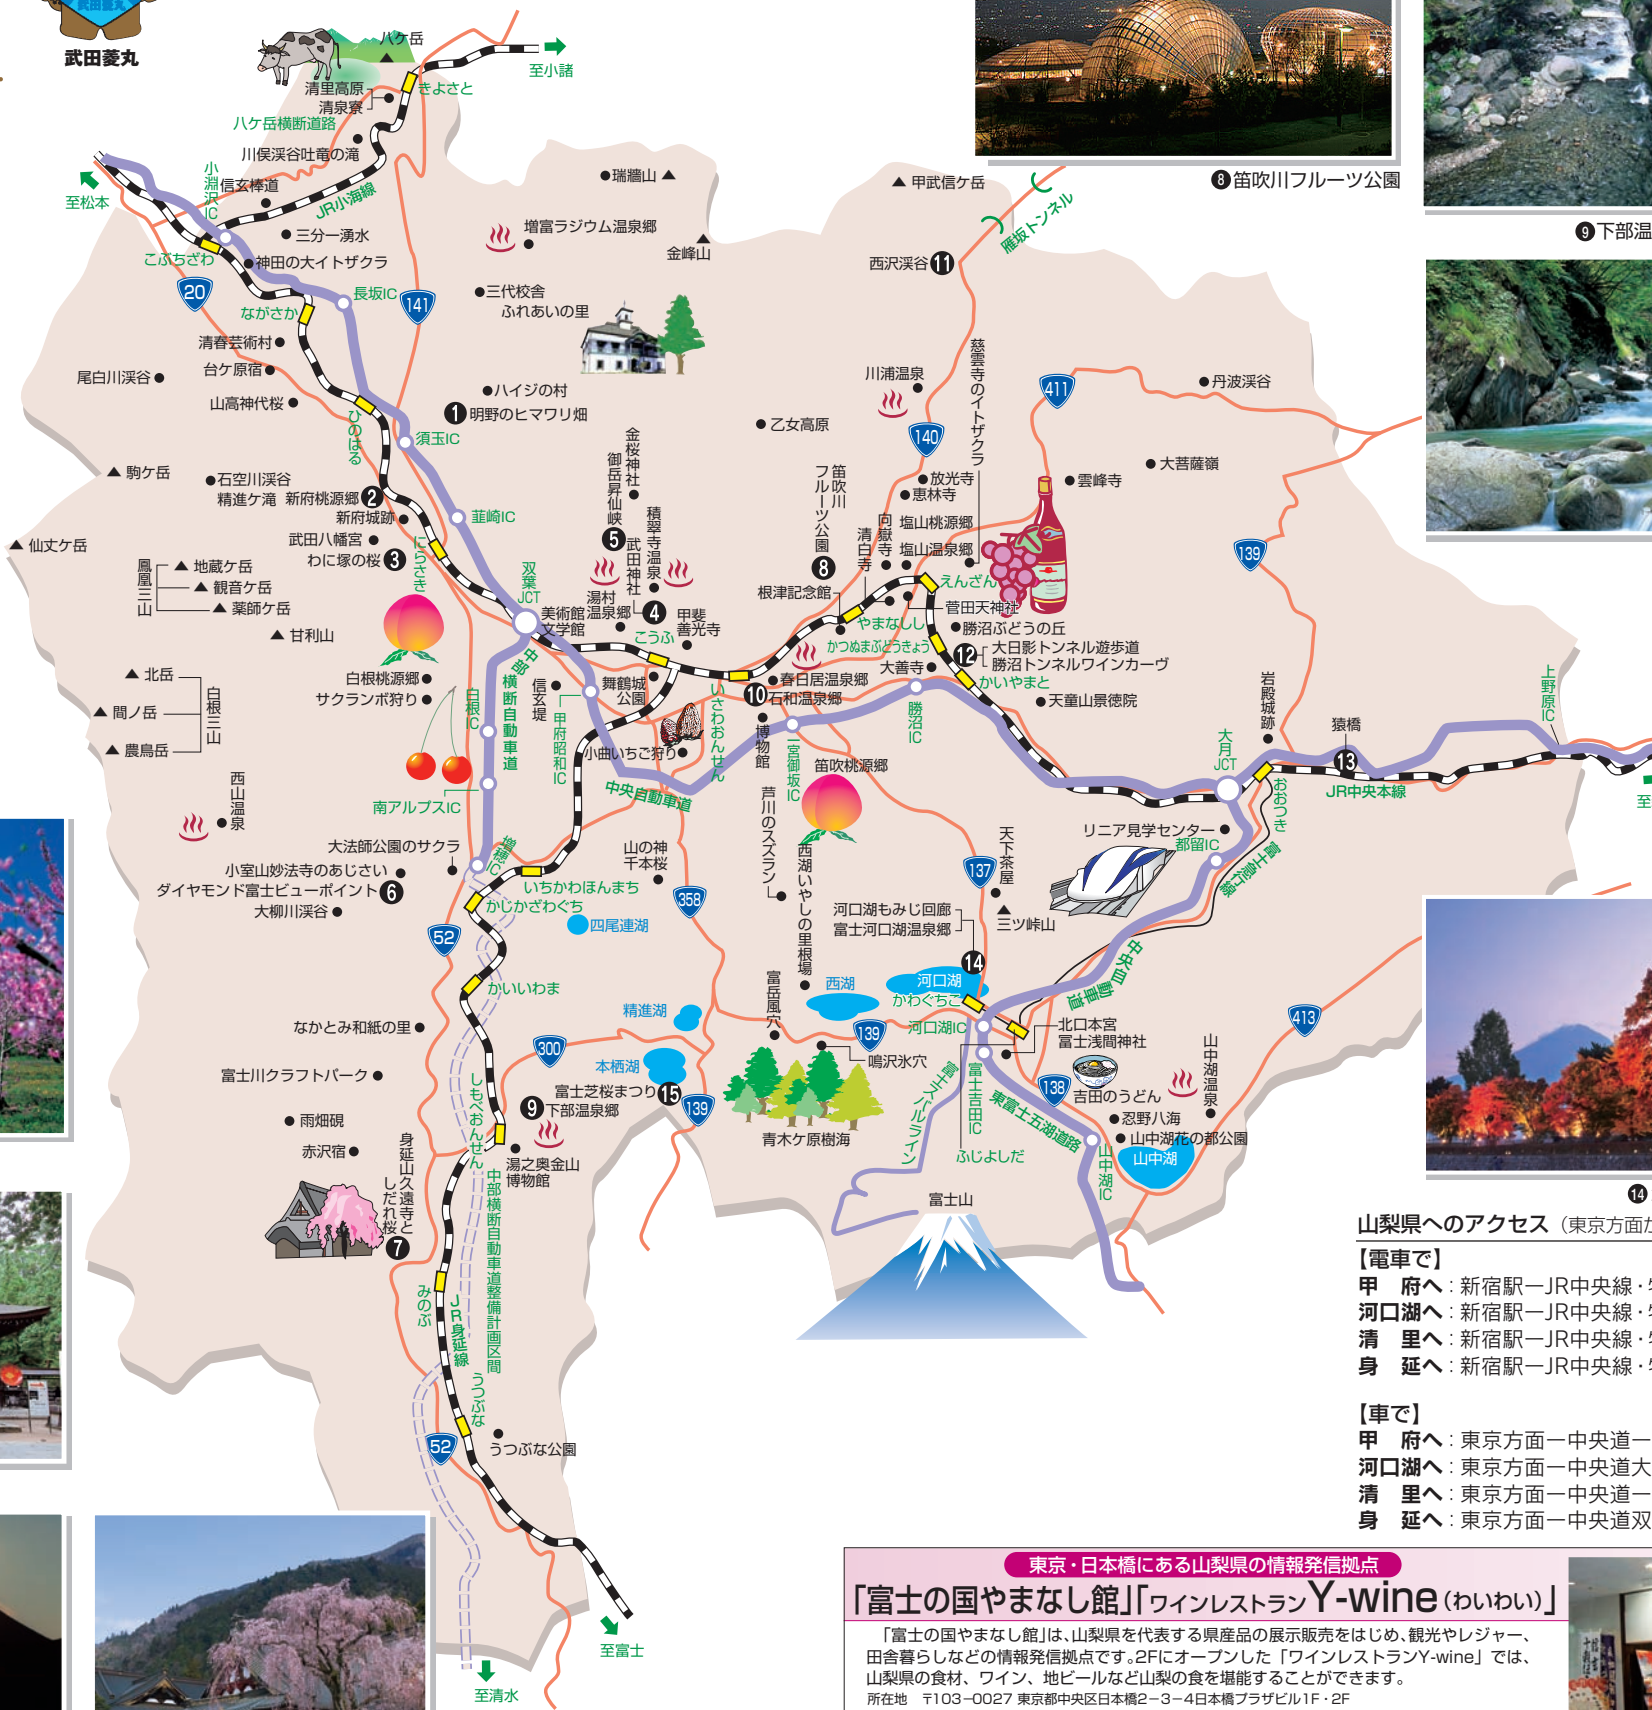 武田菱丸
武田菱丸
八ケ岳
至小諸
清里高原
清泉寮
きよさと
八ケ岳横断道路
川俣渓谷吐竜の滝
小淵沢IC
信玄棒道
JR小海線
至松本
三分一湧水
こぶちざわ
神田の大イトザクラ
20
長坂IC
141
ながさか
瑞牆山
増富ラジウム温泉郷
金峰山
三代校舎
ふれあいの里
甲武信ケ岳
雁坂トンネル
西沢渓谷
11
8 笛吹川フルーツ公園
9 下部温
清春芸術村
台ケ原宿
尾白川渓谷
山高神代桜
ひのはる
ハイジの村
1 明野のヒマワリ畑
須玉IC
川浦温泉
慈雲寺のイトザクラ
411
丹波渓谷
乙女高原
140
大菩薩嶺
雲峰寺
放光寺
恵林寺
駒ケ岳
石空川渓谷
精進ケ滝
新府桃源郷
2
新府城跡
韮崎IC
金桜神社
御岳昇仙峡
5
積翠寺温泉
武田神社
4
笛吹川
フルーツ公園
8
向嶽寺
清白寺
塩山桃源郷
塩山温泉郷
139
仙丈ケ岳
武田八幡宮
わに塚の桜
3
にらさき
鳳凰三山
地蔵ケ岳
観音ケ岳
薬師ケ岳
甘利山
双葉JCT
美術館
文学館
湯村
温泉郷
こうふ
甲斐
善光寺
根津記念館
えんざん
菅田天神社
やまなしし
かつぬまぶどうきょう
勝沼ぶどうの丘
12
大日影トンネル遊歩道
勝沼トンネルワインカーヴ
大善寺
かいやまと
北岳
間ノ岳
農鳥岳
白根三山
白根桃源郷
サクランボ狩り
白根IC
中部横断自動車道
信玄堤
甲府昭和IC
舞鶴城
公園
いさわおんせん
春日居温泉郷
10 石和温泉郷
博物館
小曲いちご狩り
一宮御坂IC
勝沼IC
天童山景徳院
岩殿城跡
猿橋
13
上野原IC
大月JCT
おおつき
JR中央本線
至
中央自動車道
笛吹桃源郷
西山温泉
南アルプスIC
大法師公園のサクラ
増穂IC
山の神
千本桜
芦川のスズラン
天下茶屋
リニア見学センター
都留IC
富士急行線
小室山妙法寺のあじさい
ダイヤモンド富士ビューポイント
6
大柳川渓谷
いちかわほんまち
かじかざわぐち
52
四尾連湖
358
137
西湖いやしの里根場
河口湖もみじ回廊
富士河口湖温泉郷
三ツ峠山
14
河口湖
かわぐちこ
西湖
かいいわま
精進湖
富岳風穴
中央自動車道
なかとみ和紙の里
300
本栖湖
139
鳴沢氷穴
河口湖IC
北口本宮
富士浅間神社
413
富士川クラフトパーク
しもべおんせん
富士芝桜まつり
15
139
9 下部温泉郷
富士スバルライン
富士吉田IC
138
吉田のうどん
山中湖温泉
東富士五湖道路
忍野八海
山中湖花の都公園
雨畑硯
青木ケ原樹海
赤沢宿
湯之奥金山
博物館
ふじよしだ
山中湖IC
山中湖
身延山久遠寺と
しだれ桜
7
中部横断自動車道整備計画区間
富士山
みのぶ
JR身延線
うつぶな
52
うつぶな公園
至富士
至清水
14
山梨県へのアクセス（東京方面か
【電車で】
甲　府へ：新宿駅ーJR中央線・特
河口湖へ：新宿駅ーJR中央線・特
清　里へ：新宿駅ーJR中央線・特
身　延へ：新宿駅ーJR中央線・特
【車で】
甲　府へ：東京方面ー中央道ー
河口湖へ：東京方面ー中央道大
清　里へ：東京方面ー中央道ー
身　延へ：東京方面ー中央道双
東京・日本橋にある山梨県の情報発信拠点
「富士の国やまなし館」「ワインレストランY-wine（わいわい）」
「富士の国やまなし館」は、山梨県を代表する県産品の展示販売をはじめ、観光やレジャー、
田舎暮らしなどの情報発信拠点です。2Fにオープンした「ワインレストランY-wine」では、
山梨県の食材、ワイン、地ビールなど山梨の食を堪能することができます。
所在地　〒103−0027 東京都中央区日本橋2−3−4日本橋プラザビル1F・2F